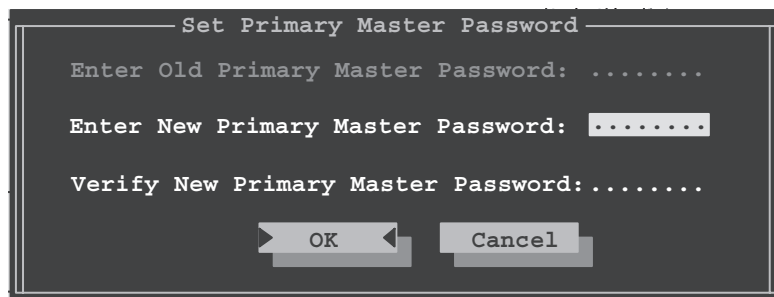 Set Primary Master Password
Enter Old Primary Master Password: ........
Enter New Primary Master Password: ........
Verify New Primary Master Password:........
OK Cancel